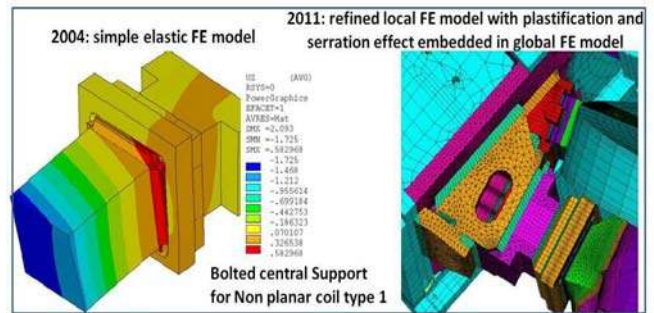 2004: simple elastic FE model
2011: refined local FE model with plastification and
serration effect embedded in global FE model
UZ (AVG)
RSYS=0
PowerGraphics
EFACET=1
AVRES=Mat
DMX =2.093
SMN =-1.725
SMX =.582968
-1.725
-1.468
-1.212
-.955614
-.699184
-.442753
-.186323
.070107
.326538
.582968
Bolted central Support
for Non planar coil type 1